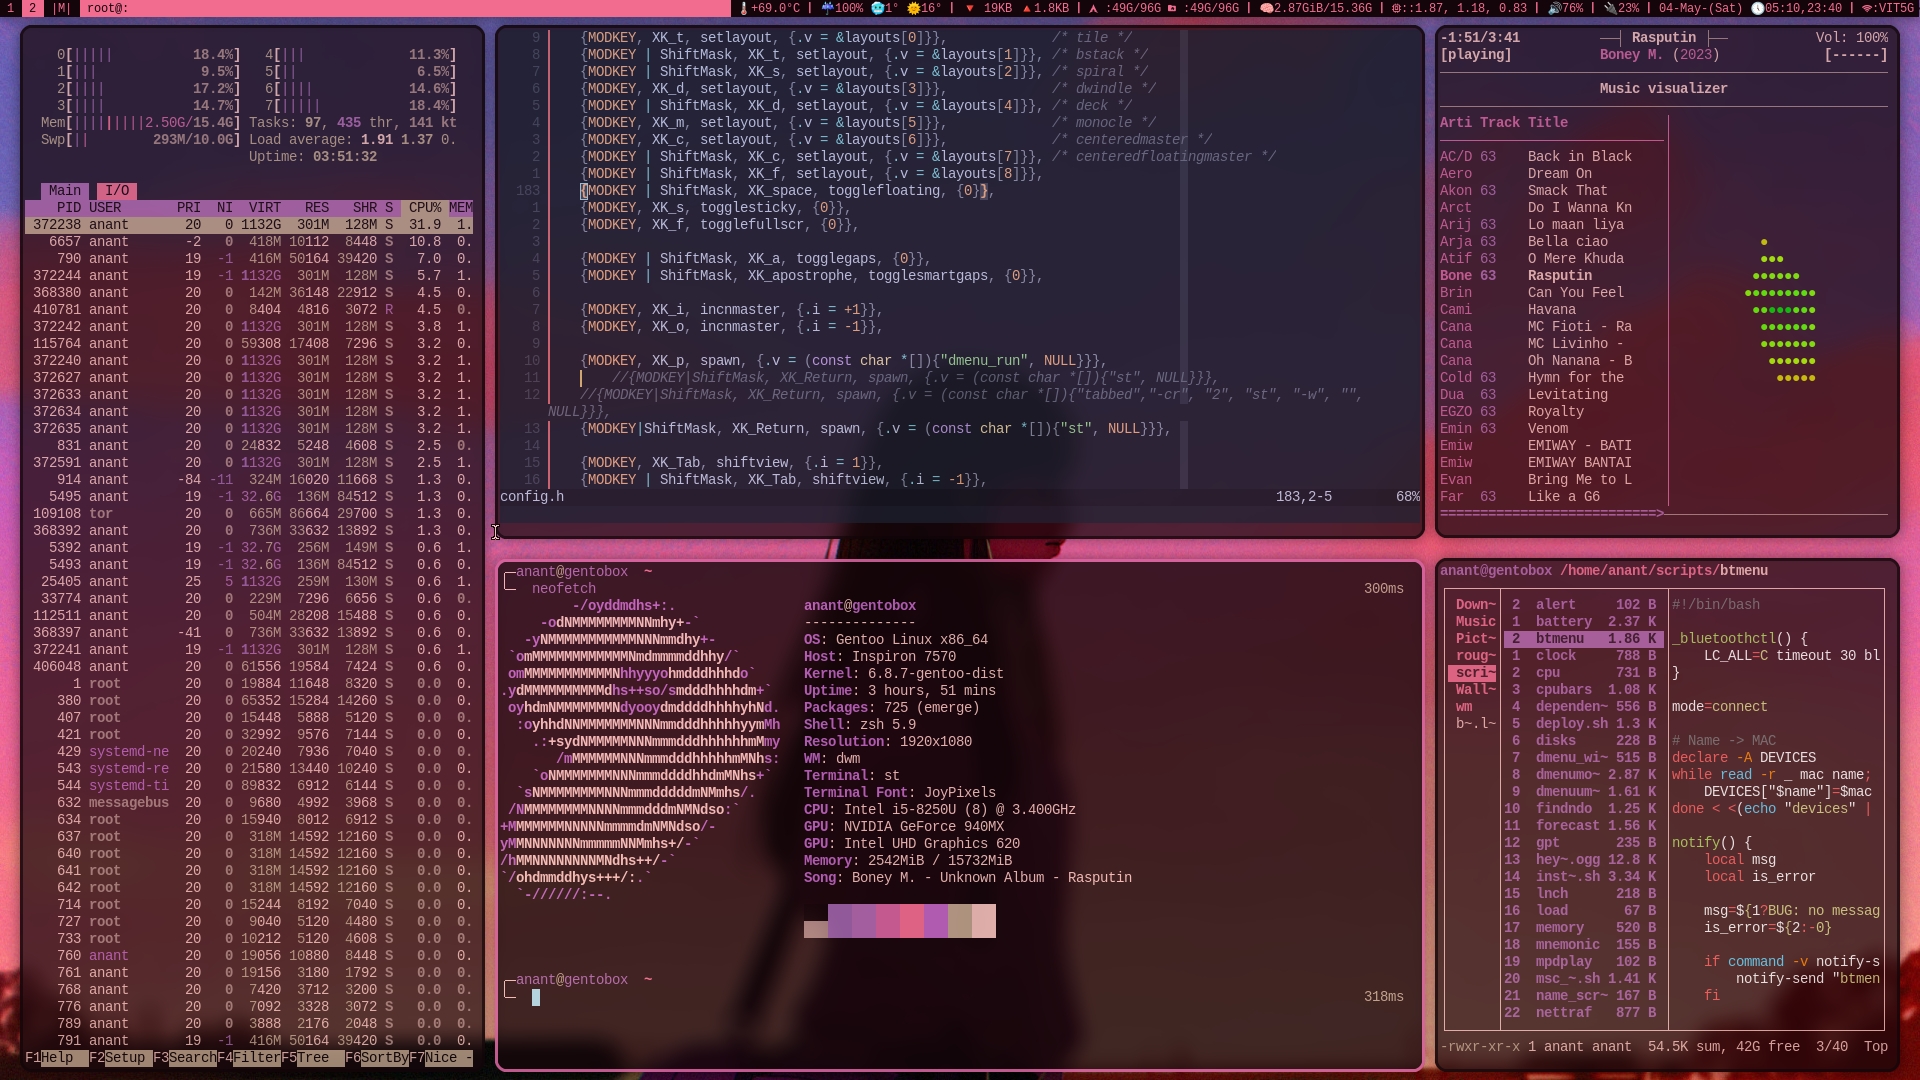 1 2 |M| root@:
+69.0°C | 100% 1° 16° | 19KB 1.8KB | :49G/96G :49G/96G | 2.87GiB/15.36G | ::1.87, 1.18, 0.83 | 76% | 23% | 04-May-(Sat) 05:10,23:40 | :VIT5G
0[||||| 18.4%] 4[||| 11.3%]
1[||| 9.5%] 5[|| 6.5%]
2[|||| 17.2%] 6[|||| 14.6%]
3[|||| 14.7%] 7[||||| 18.4%]
Mem[|||||||||2.50G/15.4G] Tasks: 97, 435 thr, 141 kt
Swp[|| 293M/10.0G] Load average: 1.91 1.37 0.
Uptime: 03:51:32
Main I/O
PID USER PRI NI VIRT RES SHR S CPU% MEM
372238 anant 20 0 1132G 301M 128M S 31.9 1.
6657 anant -2 0 418M 10112 8448 S 10.8 0.
790 anant 19 -1 416M 50164 39420 S 7.0 0.
372244 anant 19 -1 1132G 301M 128M S 5.7 1.
368380 anant 20 0 142M 36148 22912 S 4.5 0.
410781 anant 20 0 8404 4816 3072 R 4.5 0.
372242 anant 20 0 1132G 301M 128M S 3.8 1.
115764 anant 20 0 59308 17408 7296 S 3.2 0.
372240 anant 20 0 1132G 301M 128M S 3.2 1.
372627 anant 20 0 1132G 301M 128M S 3.2 1.
372633 anant 20 0 1132G 301M 128M S 3.2 1.
372634 anant 20 0 1132G 301M 128M S 3.2 1.
372635 anant 20 0 1132G 301M 128M S 3.2 1.
831 anant 20 0 24832 5248 4608 S 2.5 0.
372591 anant 20 0 1132G 301M 128M S 2.5 1.
914 anant -84 -11 324M 16020 11668 S 1.3 0.
5495 anant 19 -1 32.6G 136M 84512 S 1.3 0.
109108 tor 20 0 665M 86664 29700 S 1.3 0.
368392 anant 20 0 736M 33632 13892 S 1.3 0.
5392 anant 19 -1 32.7G 256M 149M S 0.6 1.
5493 anant 19 -1 32.6G 136M 84512 S 0.6 0.
25405 anant 25 5 1132G 259M 130M S 0.6 1.
33774 anant 20 0 229M 7296 6656 S 0.6 0.
112511 anant 20 0 504M 28208 15488 S 0.6 0.
368397 anant -41 0 736M 33632 13892 S 0.6 0.
372241 anant 19 -1 1132G 301M 128M S 0.6 1.
406048 anant 20 0 61556 19584 7424 S 0.6 0.
1 root 20 0 19884 11648 8320 S 0.0 0.
380 root 20 0 65352 15284 14260 S 0.0 0.
407 root 20 0 15448 5888 5120 S 0.0 0.
421 root 20 0 32992 9576 7144 S 0.0 0.
429 systemd-ne 20 0 20240 7936 7040 S 0.0 0.
543 systemd-re 20 0 21580 13440 10240 S 0.0 0.
544 systemd-ti 20 0 89832 6912 6144 S 0.0 0.
632 messagebus 20 0 9680 4992 3968 S 0.0 0.
634 root 20 0 15940 8012 6912 S 0.0 0.
637 root 20 0 318M 14592 12160 S 0.0 0.
640 root 20 0 318M 14592 12160 S 0.0 0.
641 root 20 0 318M 14592 12160 S 0.0 0.
642 root 20 0 318M 14592 12160 S 0.0 0.
714 root 20 0 15244 8192 7040 S 0.0 0.
727 root 20 0 9040 5120 4480 S 0.0 0.
733 root 20 0 10212 5120 4608 S 0.0 0.
760 anant 20 0 19056 10880 8448 S 0.0 0.
761 anant 20 0 19156 3180 1792 S 0.0 0.
768 anant 20 0 7420 3712 3200 S 0.0 0.
776 anant 20 0 7092 3328 3072 S 0.0 0.
789 anant 20 0 3888 2176 2048 S 0.0 0.
791 anant 19 -1 416M 50164 39420 S 0.0 0.
F1Help F2Setup F3SearchF4FilterF5Tree F6SortByF7Nice -
9 {MODKEY, XK_t, setlayout, {.v = &layouts[0]}}, /* tile */
8 {MODKEY | ShiftMask, XK_t, setlayout, {.v = &layouts[1]}}, /* bstack */
7 {MODKEY | ShiftMask, XK_s, setlayout, {.v = &layouts[2]}}, /* spiral */
6 {MODKEY, XK_d, setlayout, {.v = &layouts[3]}}, /* dwindle */
5 {MODKEY | ShiftMask, XK_d, setlayout, {.v = &layouts[4]}}, /* deck */
4 {MODKEY, XK_m, setlayout, {.v = &layouts[5]}}, /* monocle */
3 {MODKEY, XK_c, setlayout, {.v = &layouts[6]}}, /* centeredmaster */
2 {MODKEY | ShiftMask, XK_c, setlayout, {.v = &layouts[7]}}, /* centeredfloatingmaster */
1 {MODKEY | ShiftMask, XK_f, setlayout, {.v = &layouts[8]}},
183 {MODKEY | ShiftMask, XK_space, togglefloating, {0}},
1 {MODKEY, XK_s, togglesticky, {0}},
2 {MODKEY, XK_f, togglefullscr, {0}},
3
4 {MODKEY | ShiftMask, XK_a, togglegaps, {0}},
5 {MODKEY | ShiftMask, XK_apostrophe, togglesmartgaps, {0}},
6
7 {MODKEY, XK_i, incnmaster, {.i = +1}},
8 {MODKEY, XK_o, incnmaster, {.i = -1}},
9
10 {MODKEY, XK_p, spawn, {.v = (const char *[]){"dmenu_run", NULL}}},
11 //{MODKEY|ShiftMask, XK_Return, spawn, {.v = (const char *[]){"st", NULL}}},
12 //{MODKEY|ShiftMask, XK_Return, spawn, {.v = (const char *[]){"tabbed","-cr", "2", "st", "-w", "",
NULL}}},
13 {MODKEY|ShiftMask, XK_Return, spawn, {.v = (const char *[]){"st", NULL}}},
14
15 {MODKEY, XK_Tab, shiftview, {.i = 1}},
16 {MODKEY | ShiftMask, XK_Tab, shiftview, {.i = -1}},
config.h 183,2-5 68%
anant@gentobox ~
neofetch 300ms
-/oyddmdhs+:.
-odNMMMMMMMMNNmhy+-`
-yNMMMMMMMMMMMNNNmmdhy+-
`omMMMMMMMMMMMMNmdmmmmddhhy/`
omMMMMMMMMMMMNhhyyyohmdddhhhdo`
.ydMMMMMMMMMMdhs++so/smdddhhhhdm+`
oyhdmNMMMMMMMNdyooydmddddhhhhyhNd.
:oyhhdNNMMMMMMMNNNmmdddhhhhhyymMh
.:+sydNMMMMMNNNmmmdddhhhhhhmMmy
/mMMMMMMNNNmmmdddhhhhhmMNhs:
`oNMMMMMMMNNNmmmddddhhdmMNhs+`
`sNMMMMMMMMNNNmmmdddddmNMmhs/.
/NMMMMMMMMNNNNmmmdddmNMNdso:`
+MMMMMMMNNNNNmmmmdmNMNdso/-
yMMNNNNNNNmmmmmNNMmhs+/-`
/hMMNNNNNNNNMNdhs++/-`
`/ohdmmddhys+++/:.`
`-//////:--.
anant@gentobox
--------------
OS: Gentoo Linux x86_64
Host: Inspiron 7570
Kernel: 6.8.7-gentoo-dist
Uptime: 3 hours, 51 mins
Packages: 725 (emerge)
Shell: zsh 5.9
Resolution: 1920x1080
WM: dwm
Terminal: st
Terminal Font: JoyPixels
CPU: Intel i5-8250U (8) @ 3.400GHz
GPU: NVIDIA GeForce 940MX
GPU: Intel UHD Graphics 620
Memory: 2542MiB / 15732MiB
Song: Boney M. - Unknown Album - Rasputin
anant@gentobox ~
318ms
-1:51/3:41 Rasputin Vol: 100%
[playing] Boney M. (2023) [------]
Music visualizer
Arti Track Title
AC/D 63 Back in Black
Aero Dream On
Akon 63 Smack That
Arct Do I Wanna Kn
Arij 63 Lo maan liya
Arja 63 Bella ciao
Atif 63 O Mere Khuda
Bone 63 Rasputin
Brin Can You Feel
Cami Havana
Cana MC Fioti - Ra
Cana MC Livinho -
Cana Oh Nanana - B
Cold 63 Hymn for the
Dua 63 Levitating
EGZO 63 Royalty
Emin 63 Venom
Emiw EMIWAY - BATI
Emiw EMIWAY BANTAI
Evan Bring Me to L
Far 63 Like a G6
===========================>
anant@gentobox /home/anant/scripts/btmenu
Down~
Music
Pict~
roug~
scri~
Wall~
wm
b~.l~
2 alert 102 B
1 battery 2.37 K
2 btmenu 1.86 K
1 clock 788 B
2 cpu 731 B
3 cpubars 1.08 K
4 dependen~ 556 B
5 deploy.sh 1.3 K
6 disks 228 B
7 dmenu_wi~ 515 B
8 dmenumo~ 2.87 K
9 dmenuum~ 1.61 K
10 findndo 1.25 K
11 forecast 1.56 K
12 gpt 235 B
13 hey~.ogg 12.8 K
14 inst~.sh 3.34 K
15 lnch 218 B
16 load 67 B
17 memory 520 B
18 mnemonic 155 B
19 mpdplay 102 B
20 msc_~.sh 1.41 K
21 name_scr~ 167 B
22 nettraf 877 B
#!/bin/bash
_bluetoothctl() {
LC_ALL=C timeout 30 bl
}
mode=connect
# Name -> MAC
declare -A DEVICES
while read -r _ mac name;
DEVICES["$name"]=$mac
done < <(echo "devices" |
notify() {
local msg
local is_error
msg=${1?BUG: no messag
is_error=${2:-0}
if command -v notify-s
notify-send "btmen
fi
-rwxr-xr-x 1 anant anant 54.5K sum, 42G free 3/40 Top